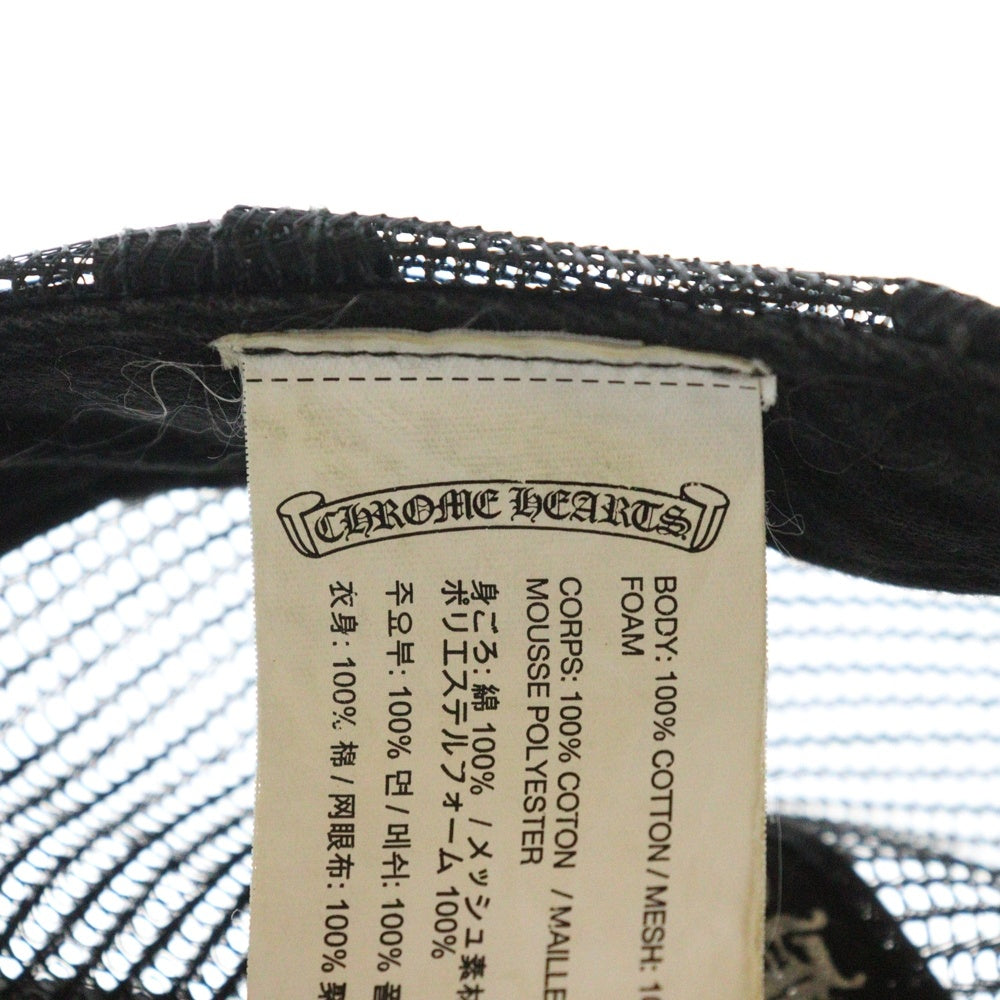 CHROME HEARTS
BODY: 100% COTTON / MESH:
FOAM
CORPS: 100% COTON / MAILLE
MOUSSE POLYESTER
身ごろ: 綿 100% / メッシュ素材
ポリエステルフォーム 100%
주요부: 100% 면 / 메쉬: 100%
衣身: 100% 棉 / 网眼布: 100%